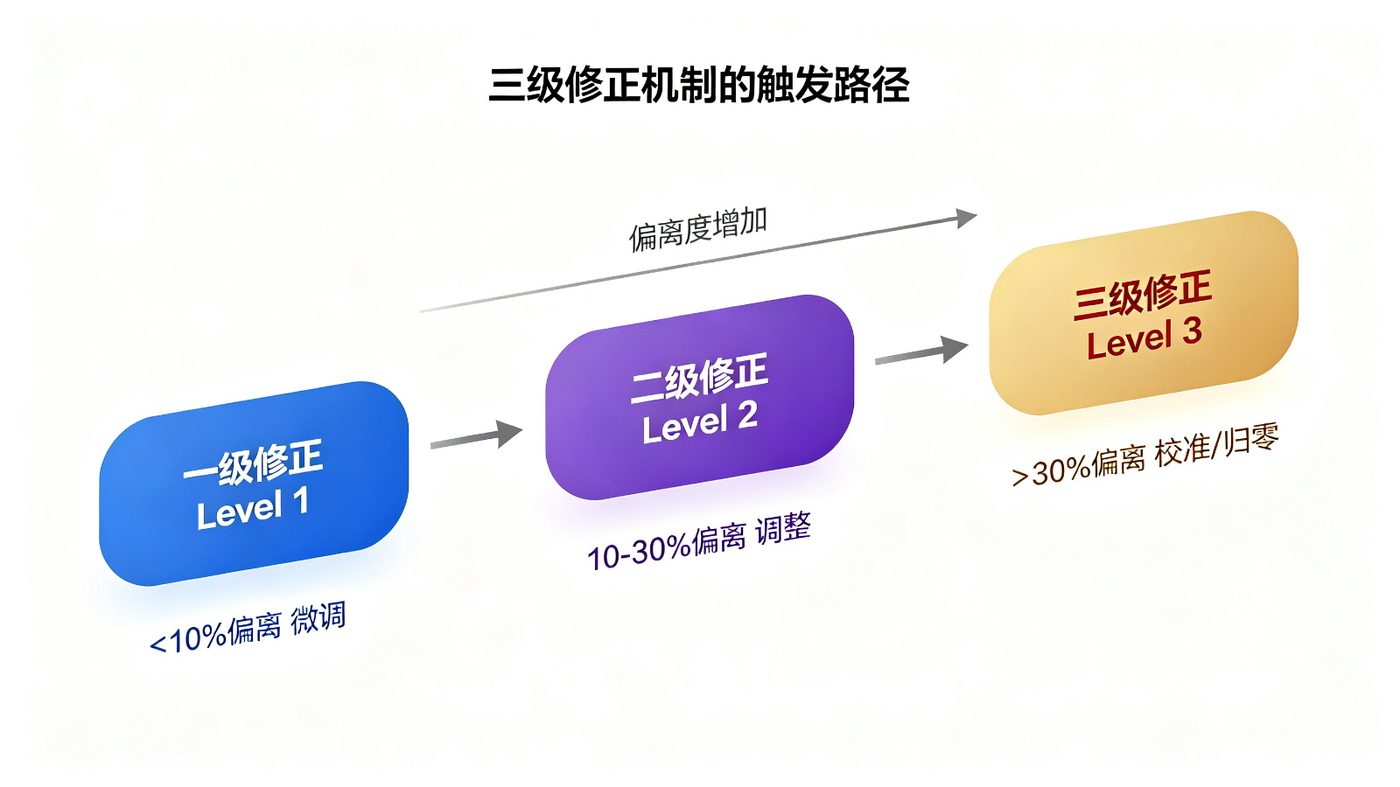 三级修正机制的触发路径
偏离度增加
一级修正
Level 1
<10%偏离 微调
二级修正
Level 2
10-30%偏离 调整
三级修正
Level 3
>30%偏离 校准/归零